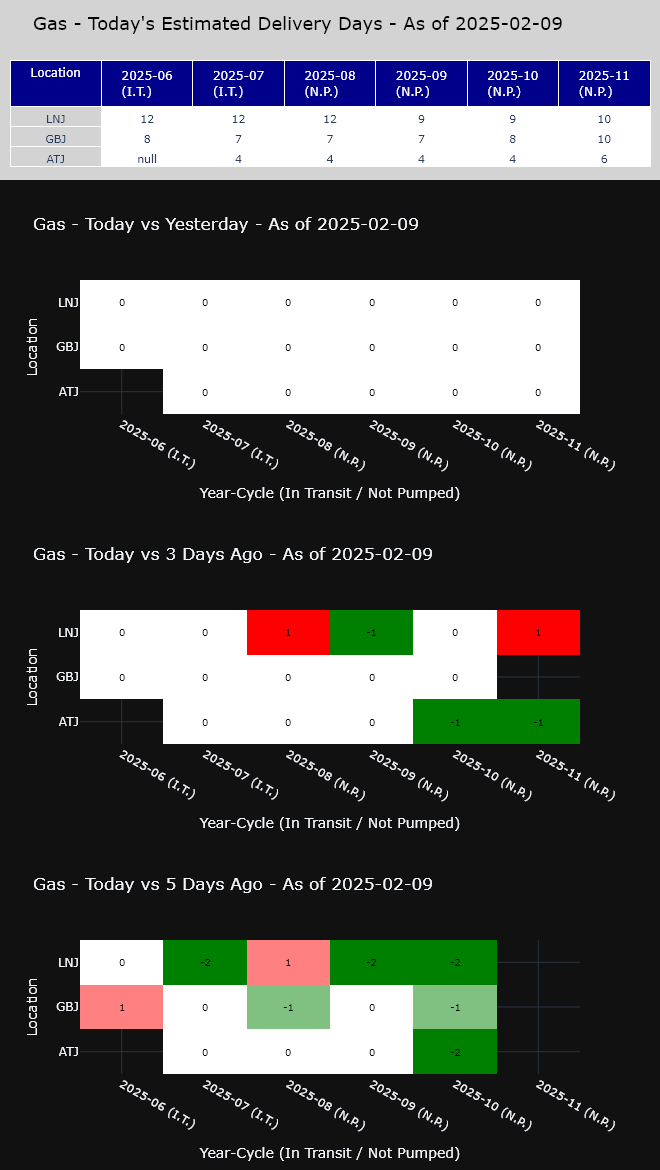 Gas - Today's Estimated Delivery Days - As of 2025-02-09
Location 2025-06 (I.T.) 2025-07 (I.T.) 2025-08 (N.P.) 2025-09 (N.P.) 2025-10 (N.P.) 2025-11 (N.P.)
LNJ 12 12 12 9 9 10
GBJ 8 7 7 7 8 10
ATJ null 4 4 4 4 6
Gas - Today vs Yesterday - As of 2025-02-09
Location
LNJ 0 0 0 0 0 0
GBJ 0 0 0 0 0 0
ATJ 0 0 0 0 0
2025-06 (I.T.) 2025-07 (I.T.) 2025-08 (N.P.) 2025-09 (N.P.) 2025-10 (N.P.) 2025-11 (N.P.)
Year-Cycle (In Transit / Not Pumped)
Gas - Today vs 3 Days Ago - As of 2025-02-09
Location
LNJ 0 0 1 -1 0 1
GBJ 0 0 0 0 0
ATJ 0 0 0 -1 -1
2025-06 (I.T.) 2025-07 (I.T.) 2025-08 (N.P.) 2025-09 (N.P.) 2025-10 (N.P.) 2025-11 (N.P.)
Year-Cycle (In Transit / Not Pumped)
Gas - Today vs 5 Days Ago - As of 2025-02-09
Location
LNJ 0 -2 1 -2 -2
GBJ 1 0 -1 0 -1
ATJ 0 0 0 -2
2025-06 (I.T.) 2025-07 (I.T.) 2025-08 (N.P.) 2025-09 (N.P.) 2025-10 (N.P.) 2025-11 (N.P.)
Year-Cycle (In Transit / Not Pumped)